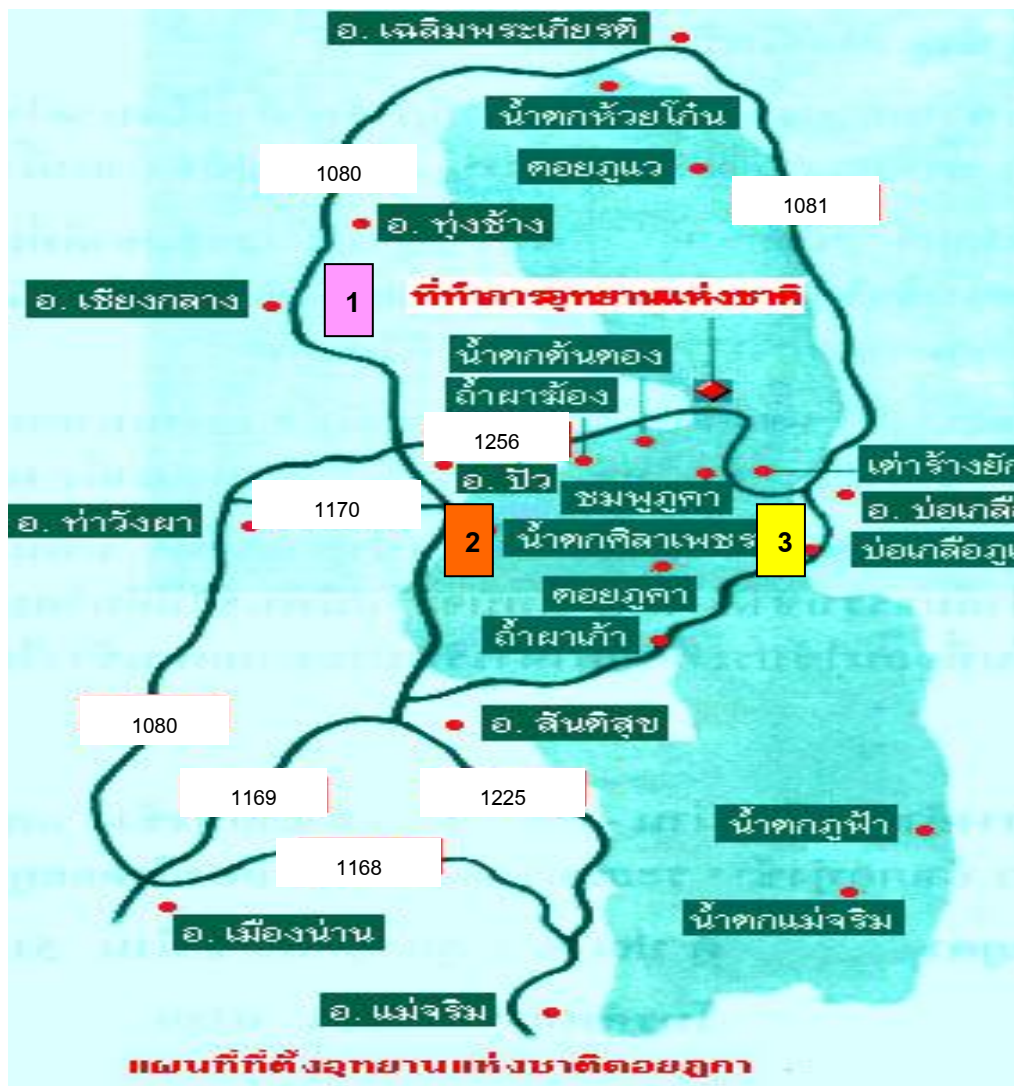 อ. เฉลิมพระเกียรติ
น้ำตกห้วยโก๋น
1080
ดอยภูแว
1081
อ. ทุ่งช้าง
1
ที่ทำการอุทยานแห่งชาติ
อ. เชียงกลาง
น้ำตกต้นตอง
ถ้ำผาฆ้อง
1256
อ. ปัว
ชมพูภูคา
เต่าร้างยัก
อ. บ่อเกลือ
1170
อ. ท่าวังผา
2
น้ำตกศิลาเพชร
3
บ่อเกลือภูเ
ดอยภูคา
ถ้ำผาเก้า
1080
อ. สันติสุข
1169
1225
น้ำตกภูฟ้า
1168
น้ำตกแม่จริม
อ. เมืองน่าน
อ. แม่จริม
แผนที่ที่ตั้งอุทยานแห่งชาติดอยภูคา